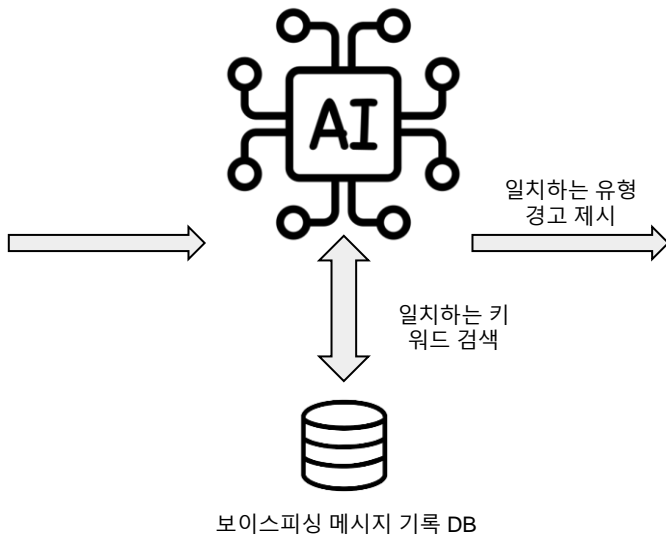 AI
일치하는 유형
경고 제시
일치하는 키
워드 검색
보이스피싱 메시지 기록 DB